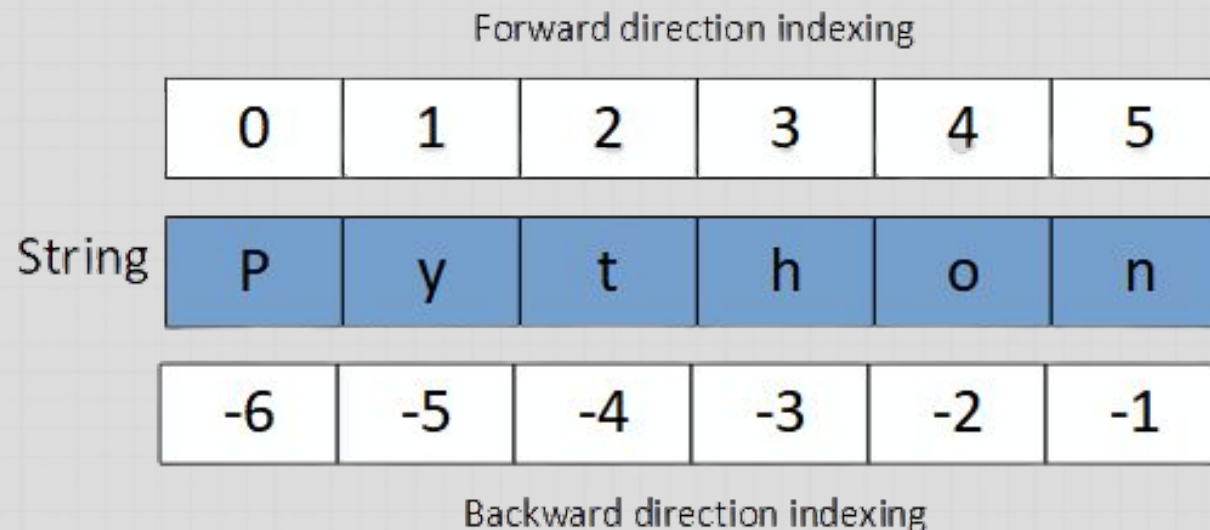 Forward direction indexing
0 1 2 3 4 5
String P y t h o n
-6 -5 -4 -3 -2 -1
Backward direction indexing